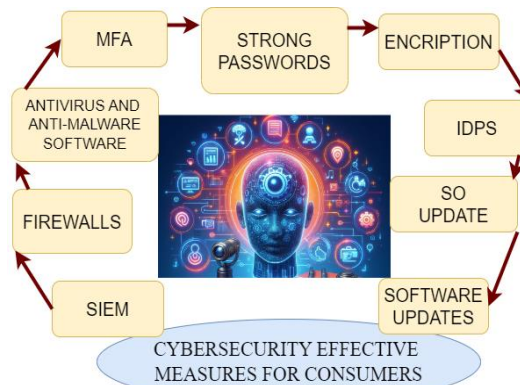 MFA
STRONG
PASSWORDS
ENCRIPTION
ANTIVIRUS AND
ANTI-MALWARE
SOFTWARE
IDPS
FIREWALLS
SO
UPDATE
SIEM
SOFTWARE
UPDATES
CYBERSECURITY EFFECTIVE
MEASURES FOR CONSUMERS